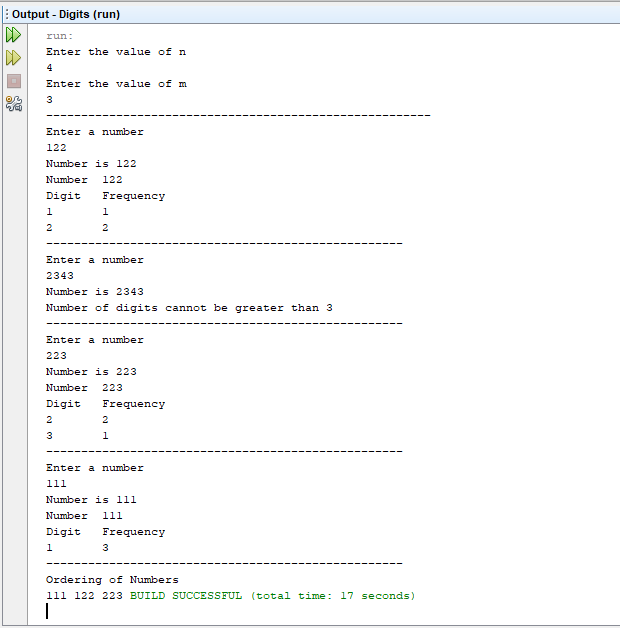 Output - Digits (run)
run:
Enter the value of n
4
Enter the value of m
3
-------------------------------------------------------
Enter a number
122
Number is 122
Number  122
Digit   Frequency
1       1
2       2
---------------------------------------------------
Enter a number
2343
Number is 2343
Number of digits cannot be greater than 3
---------------------------------------------------
Enter a number
223
Number is 223
Number  223
Digit   Frequency
2       2
3       1
---------------------------------------------------
Enter a number
111
Number is 111
Number  111
Digit   Frequency
1       3
---------------------------------------------------
Ordering of Numbers
111 122 223 BUILD SUCCESSFUL (total time: 17 seconds)